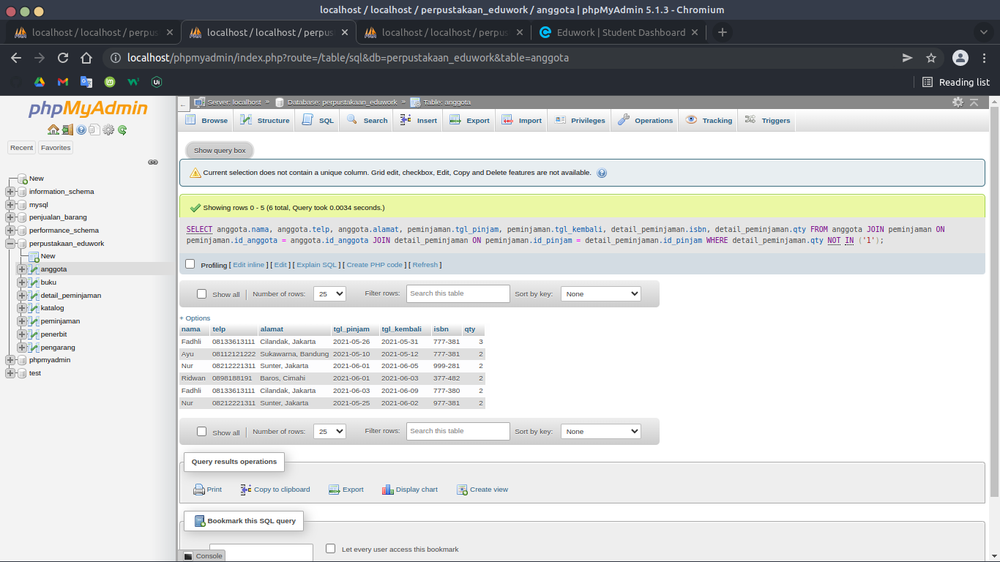 localhost / localhost / perpustakaan_eduwork / anggota | phpMyAdmin 5.1.3 - Chromium
localhost / localhost / perpus
localhost / localhost / perpus
localhost / localhost / perpus
Eduwork | Student Dashboard
localhost/phpmyadmin/index.php?route=/table/sql&db=perpustakaan_eduwork&table=anggota
Reading list
phpMyAdmin
Recent
Favorites
New
information_schema
mysql
penjualan_barang
performance_schema
perpustakaan_eduwork
New
anggota
buku
detail_peminjaman
katalog
peminjaman
penerbit
pengarang
phpmyadmin
test
Server: localhost » Database: perpustakaan_eduwork » Table: anggota
Browse Structure SQL Search Insert Export Import Privileges Operations Tracking Triggers
Show query box
Current selection does not contain a unique column. Grid edit, checkbox, Edit, Copy and Delete features are not available.
Showing rows 0 - 5 (6 total, Query took 0.0034 seconds.)
SELECT anggota.nama, anggota.telp, anggota.alamat, peminjaman.tgl_pinjam, peminjaman.tgl_kembali, detail_peminjaman.isbn, detail_peminjaman.qty FROM anggota JOIN peminjaman ON
peminjaman.id_anggota = anggota.id_anggota JOIN detail_peminjaman ON peminjaman.id_pinjam = detail_peminjaman.id_pinjam WHERE detail_peminjaman.qty NOT IN ('1');
Profiling [ Edit inline ] [ Edit ] [ Explain SQL ] [ Create PHP code ] [ Refresh ]
Show all | Number of rows: 25 Filter rows: Search this table Sort by key: None
+ Options
nama telp alamat tgl_pinjam tgl_kembali isbn qty
Fadhli 08133613111 Cilandak, Jakarta 2021-05-26 2021-05-31 777-381 3
Ayu 08112121222 Sukawarna, Bandung 2021-05-10 2021-05-12 777-381 2
Nur 08212221311 Sunter, Jakarta 2021-06-01 2021-06-05 999-281 2
Ridwan 0898188191 Baros, Cimahi 2021-06-01 2021-06-03 377-482 2
Fadhli 08133613111 Cilandak, Jakarta 2021-06-03 2021-06-09 777-380 2
Nur 08212221311 Sunter, Jakarta 2021-05-25 2021-06-02 977-381 2
Show all | Number of rows: 25 Filter rows: Search this table Sort by key: None
Query results operations
Print Copy to clipboard Export Display chart Create view
Bookmark this SQL query
Let every user access this bookmark
Console